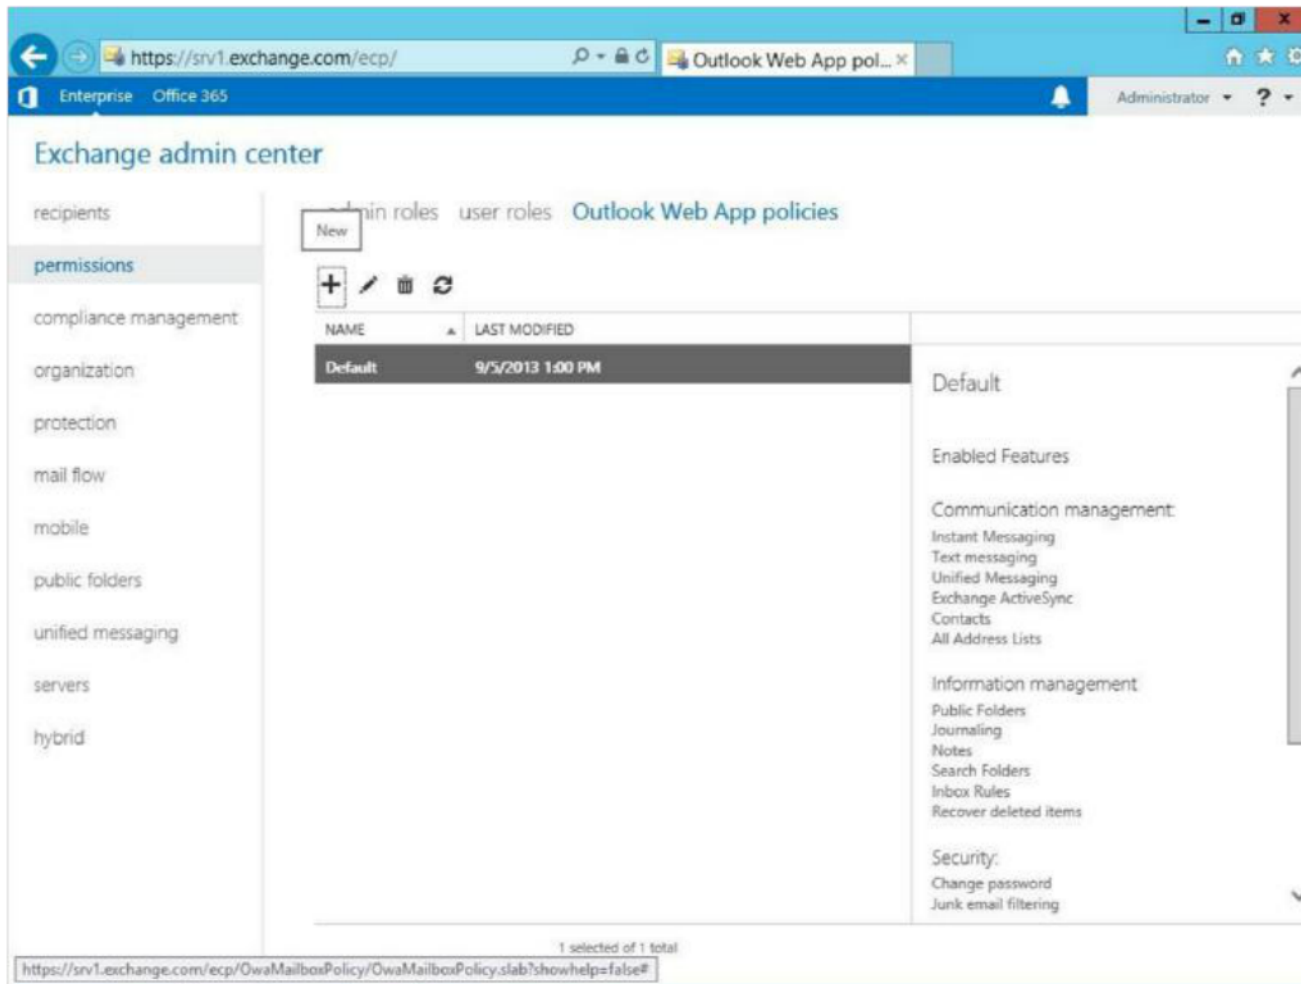 https://srv1.exchange.com/ecp/
Outlook Web App pol... ×
Enterprise Office 365
Administrator ?
Exchange admin center
recipients
permissions
compliance management
organization
protection
mail flow
mobile
public folders
unified messaging
servers
hybrid
roles user roles Outlook Web App policies
New
NAME LAST MODIFIED
Default 9/5/2013 1:00 PM
Default
Enabled Features
Communication management:
Instant Messaging
Text messaging
Unified Messaging
Exchange ActiveSync
Contacts
All Address Lists
Information management
Public Folders
Journaling
Notes
Search Folders
Inbox Rules
Recover deleted items
Security:
Change password
Junk email filtering
1 selected of 1 total
https://srv1.exchange.com/ecp/OwaMailboxPolicy/OwaMailboxPolicy.slab?showhelp=false#